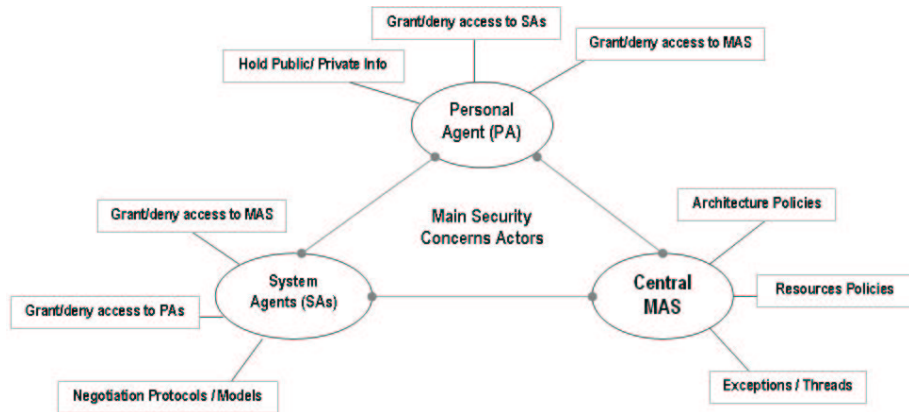 Grant/deny access to SAs
Grant/deny access to MAS
Hold Public/ Private Info
Personal
Agent (PA)
Grant/deny access to MAS
Main Security
Concerns Actors
Architecture Policies
System
Agents (SAs)
Central
MAS
Resources Policies
Grant/deny access to PAs
Negotiation Protocols / Models
Exceptions / Threads